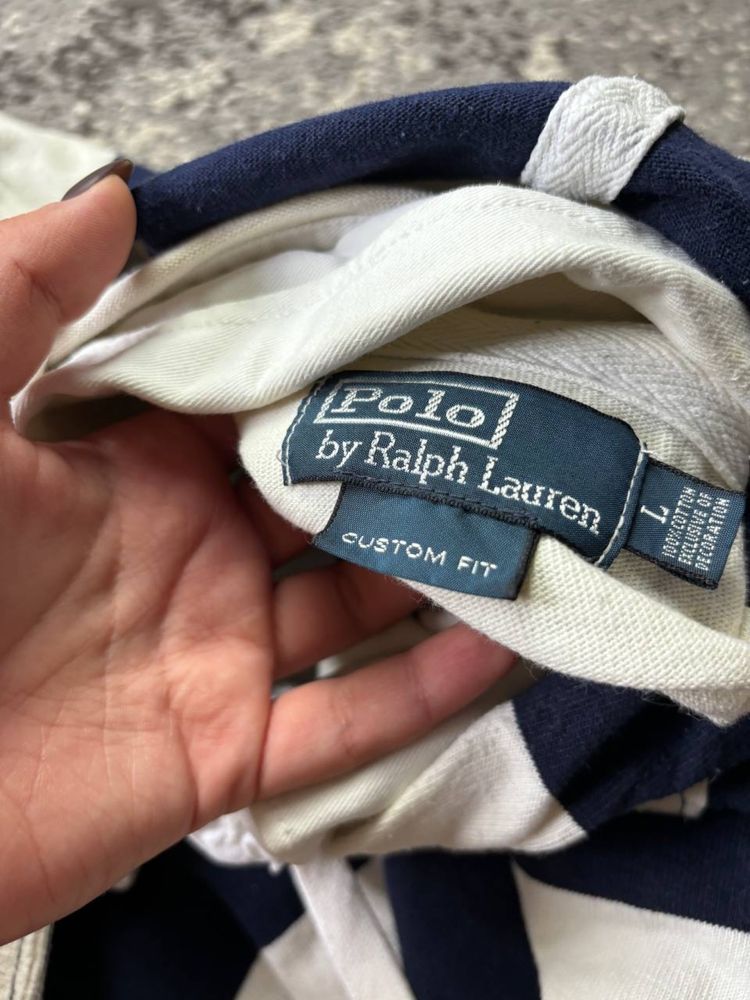 Polo
by Ralph Lauren
CUSTOM FIT
L
100% COTTON
EXCLUSIVE OF
DECORATION